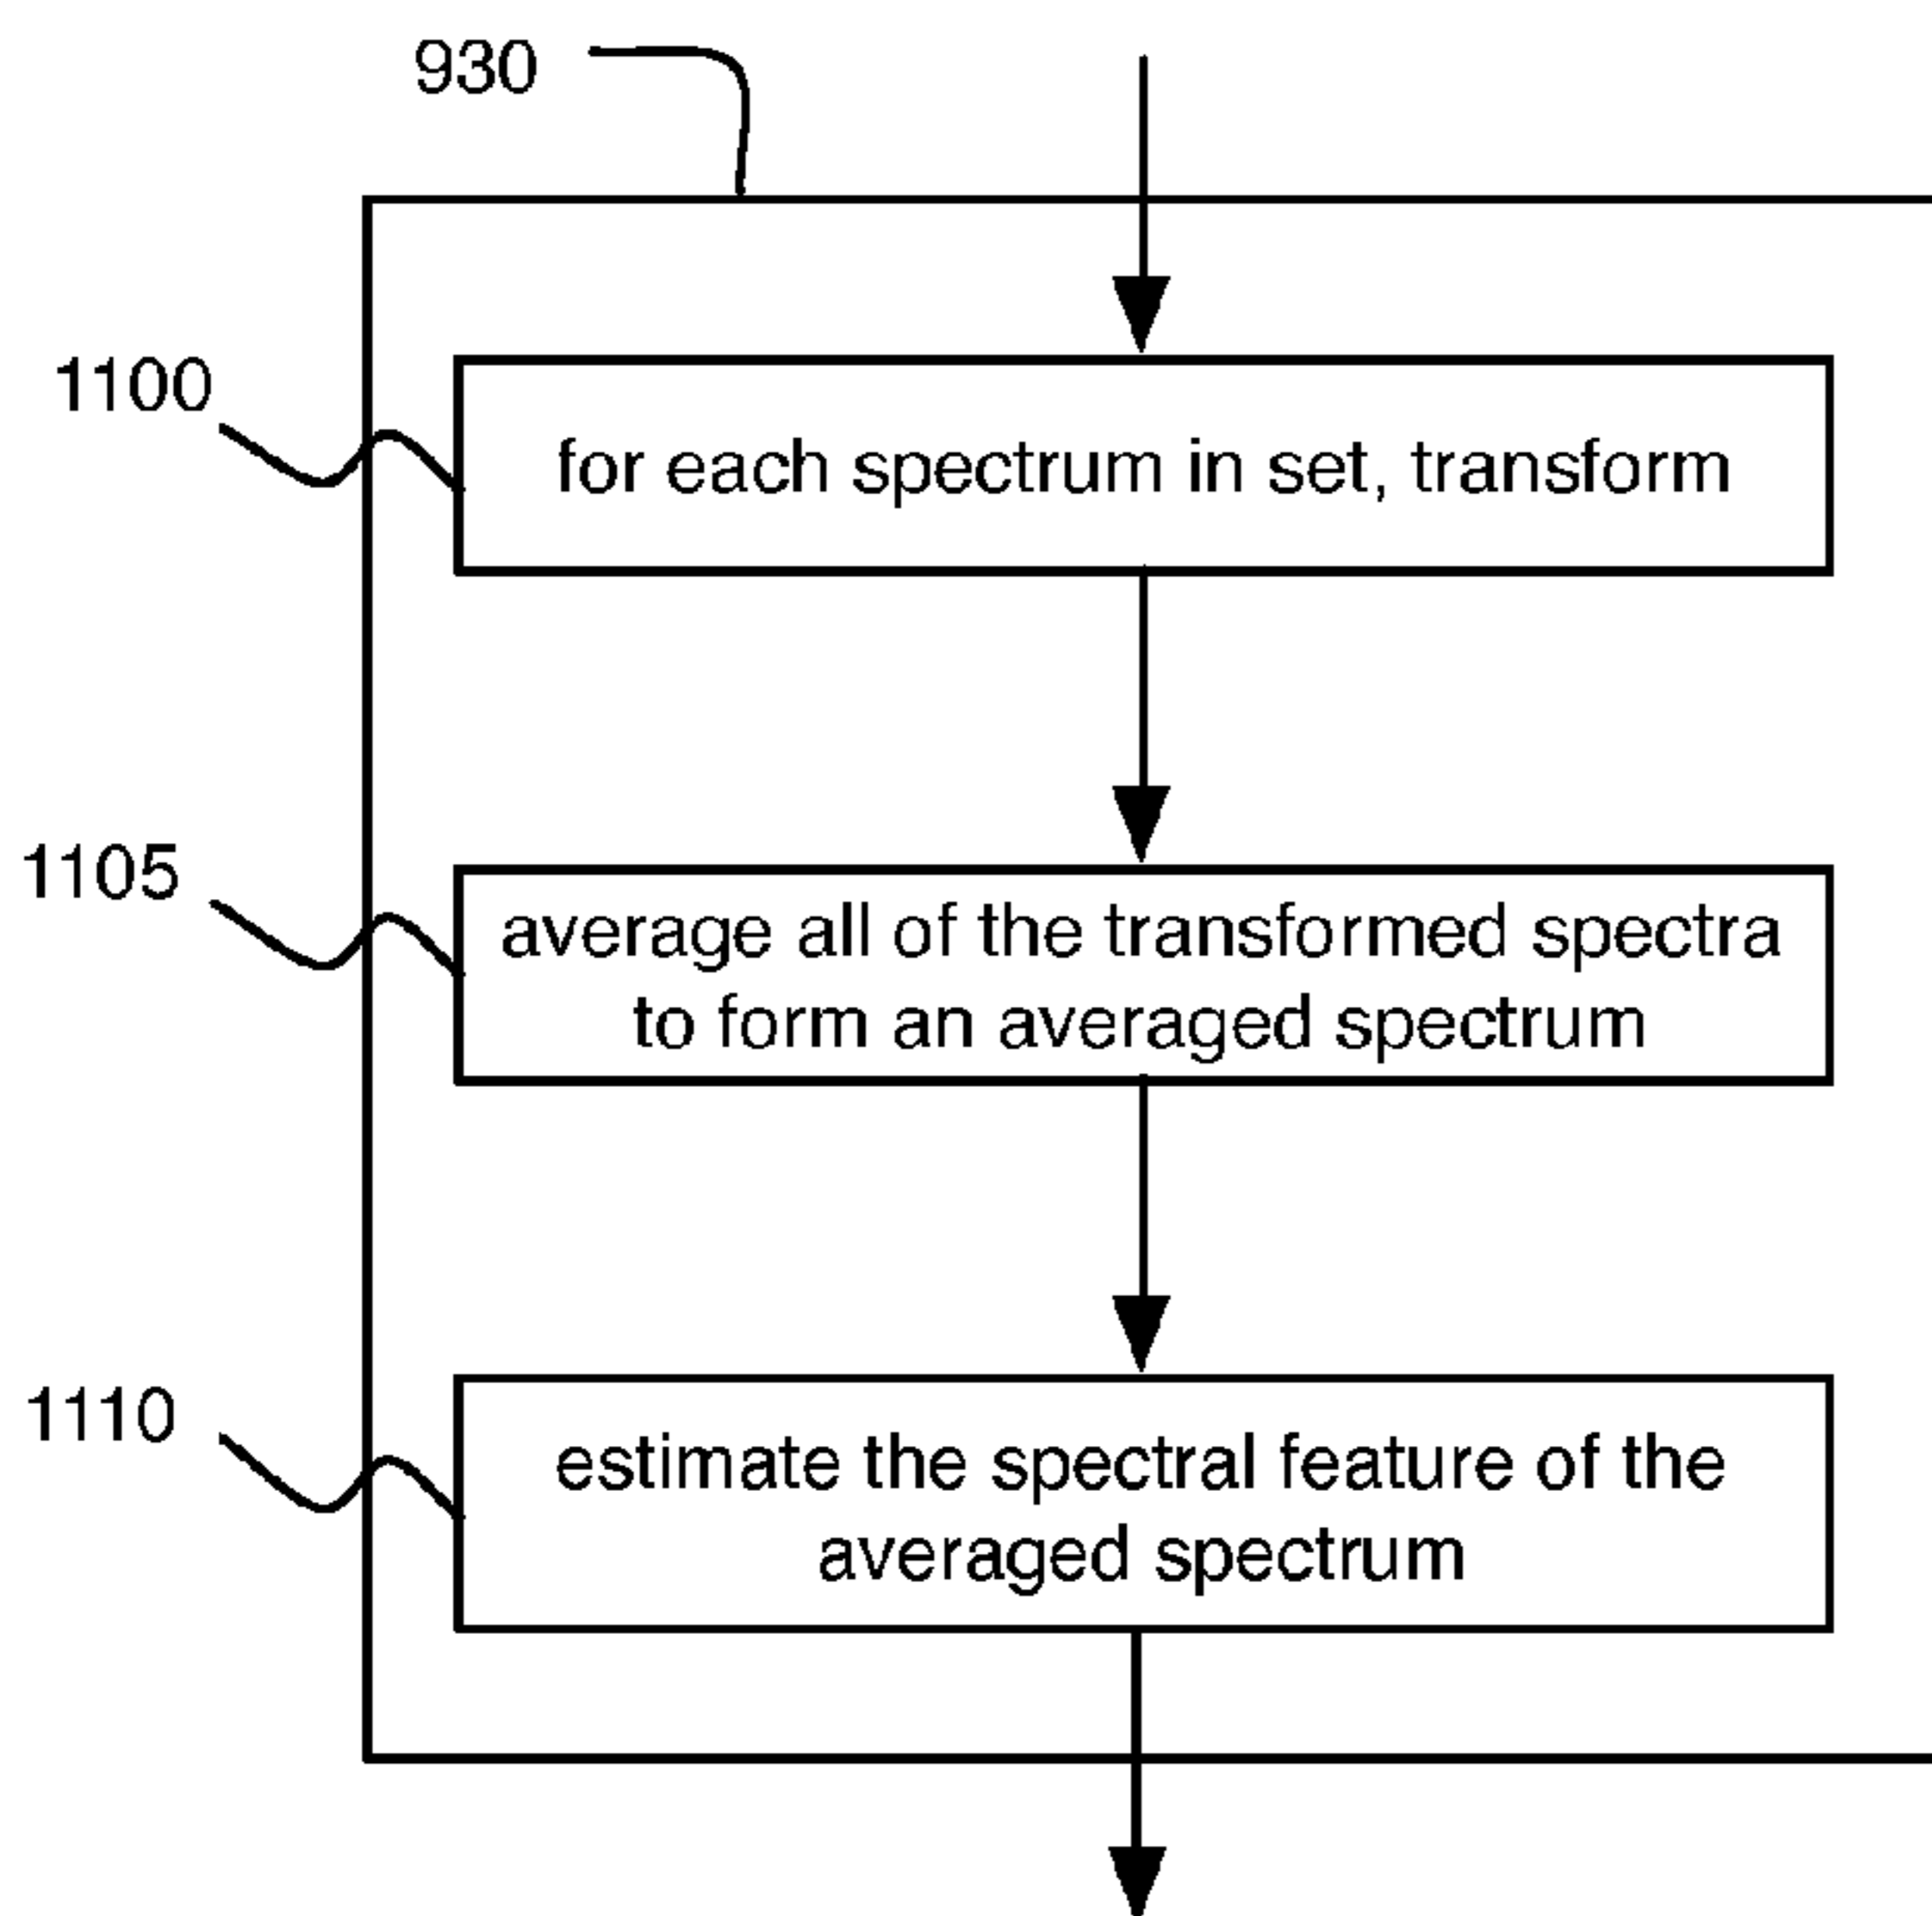 930
1100
for each spectrum in set, transform
1105
average all of the transformed spectra
to form an averaged spectrum
1110
estimate the spectral feature of the
averaged spectrum